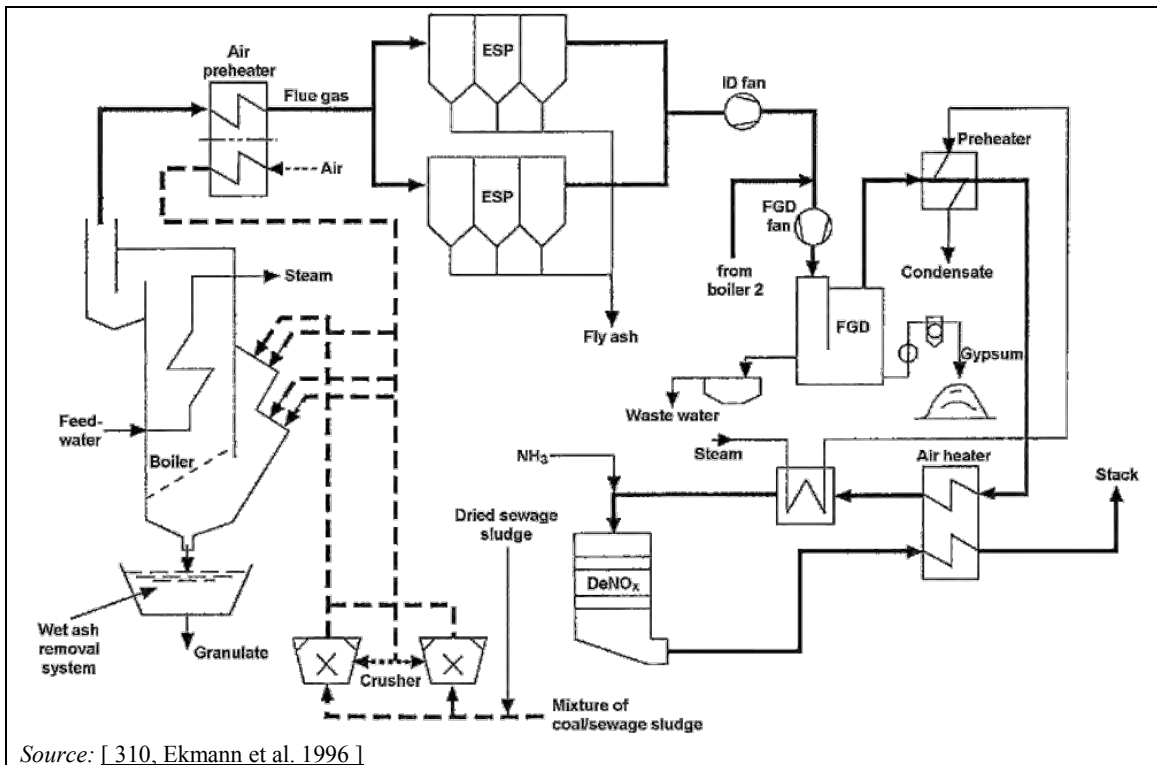 ESP
Air
preheater
Flue gas
ID fan
Preheater
Air
ESP
FGD
fan
from
boiler 2
Condensate
Steam
FGD
Fly ash
Gypsum
Waste water
Feed-
water
Boiler
Steam
Air heater
NH₃
Stack
Dried sewage
sludge
DeNOₓ
Wet ash
removal
system
Granulate
Crusher
Mixture of
coal/sewage sludge
Source: [ 310, Ekmann et al. 1996 ]